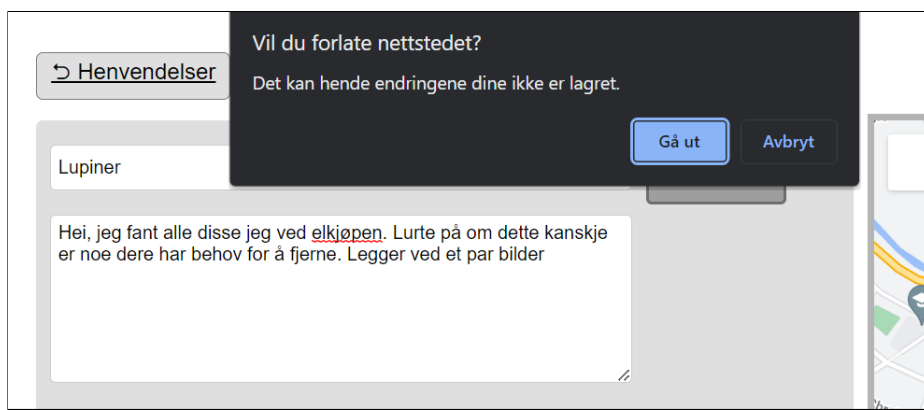 Vil du forlate nettstedet?
Det kan hende endringene dine ikke er lagret.
Gå ut
Avbryt
Henvendelser
Lupiner
Hei, jeg fant alle disse jeg ved elkjøpen. Lurte på om dette kanskje
er noe dere har behov for å fjerne. Legger ved et par bilder